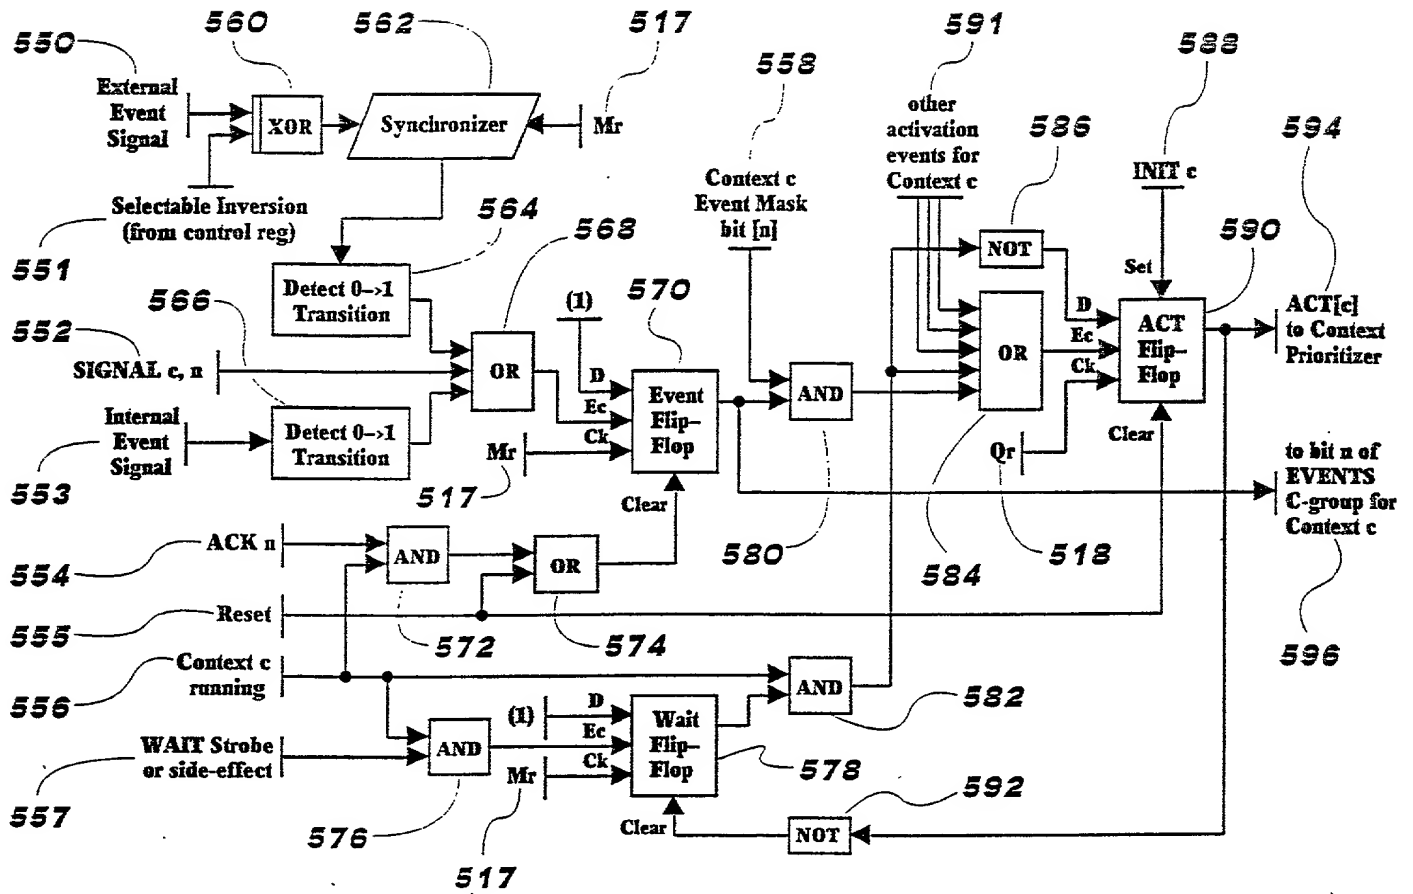 550
560
562
517
558
591
588
External
Event
Signal
XOR
Synchronizer
Mr
other
activation
events for
Context c
586
594
INIT c
Selectable Inversion
(from control reg)
551
564
568
Context c
Event Mask
bit [n]
NOT
590
Set
566
Detect 0->1
Transition
(1)
570
552
SIGNAL c, n
OR
D
Ec
Ck
Event
Flip-
Flop
AND
OR
D
Ec
Ck
ACT
Flip-
Flop
ACT[c]
to Context
Prioritizer
Internal
Event
Signal
Detect 0->1
Transition
Mr
Qr
Clear
553
517
Clear
to bit n of
EVENTS
C-group for
Context c
ACK n
AND
OR
580
584
518
554
Reset
555
572
574
596
Context c
running
556
AND
582
(1)
D
Ec
Ck
Wait
Flip-
Flop
WAIT Strobe
or side-effect
AND
Mr
578
557
592
576
Clear
NOT
517